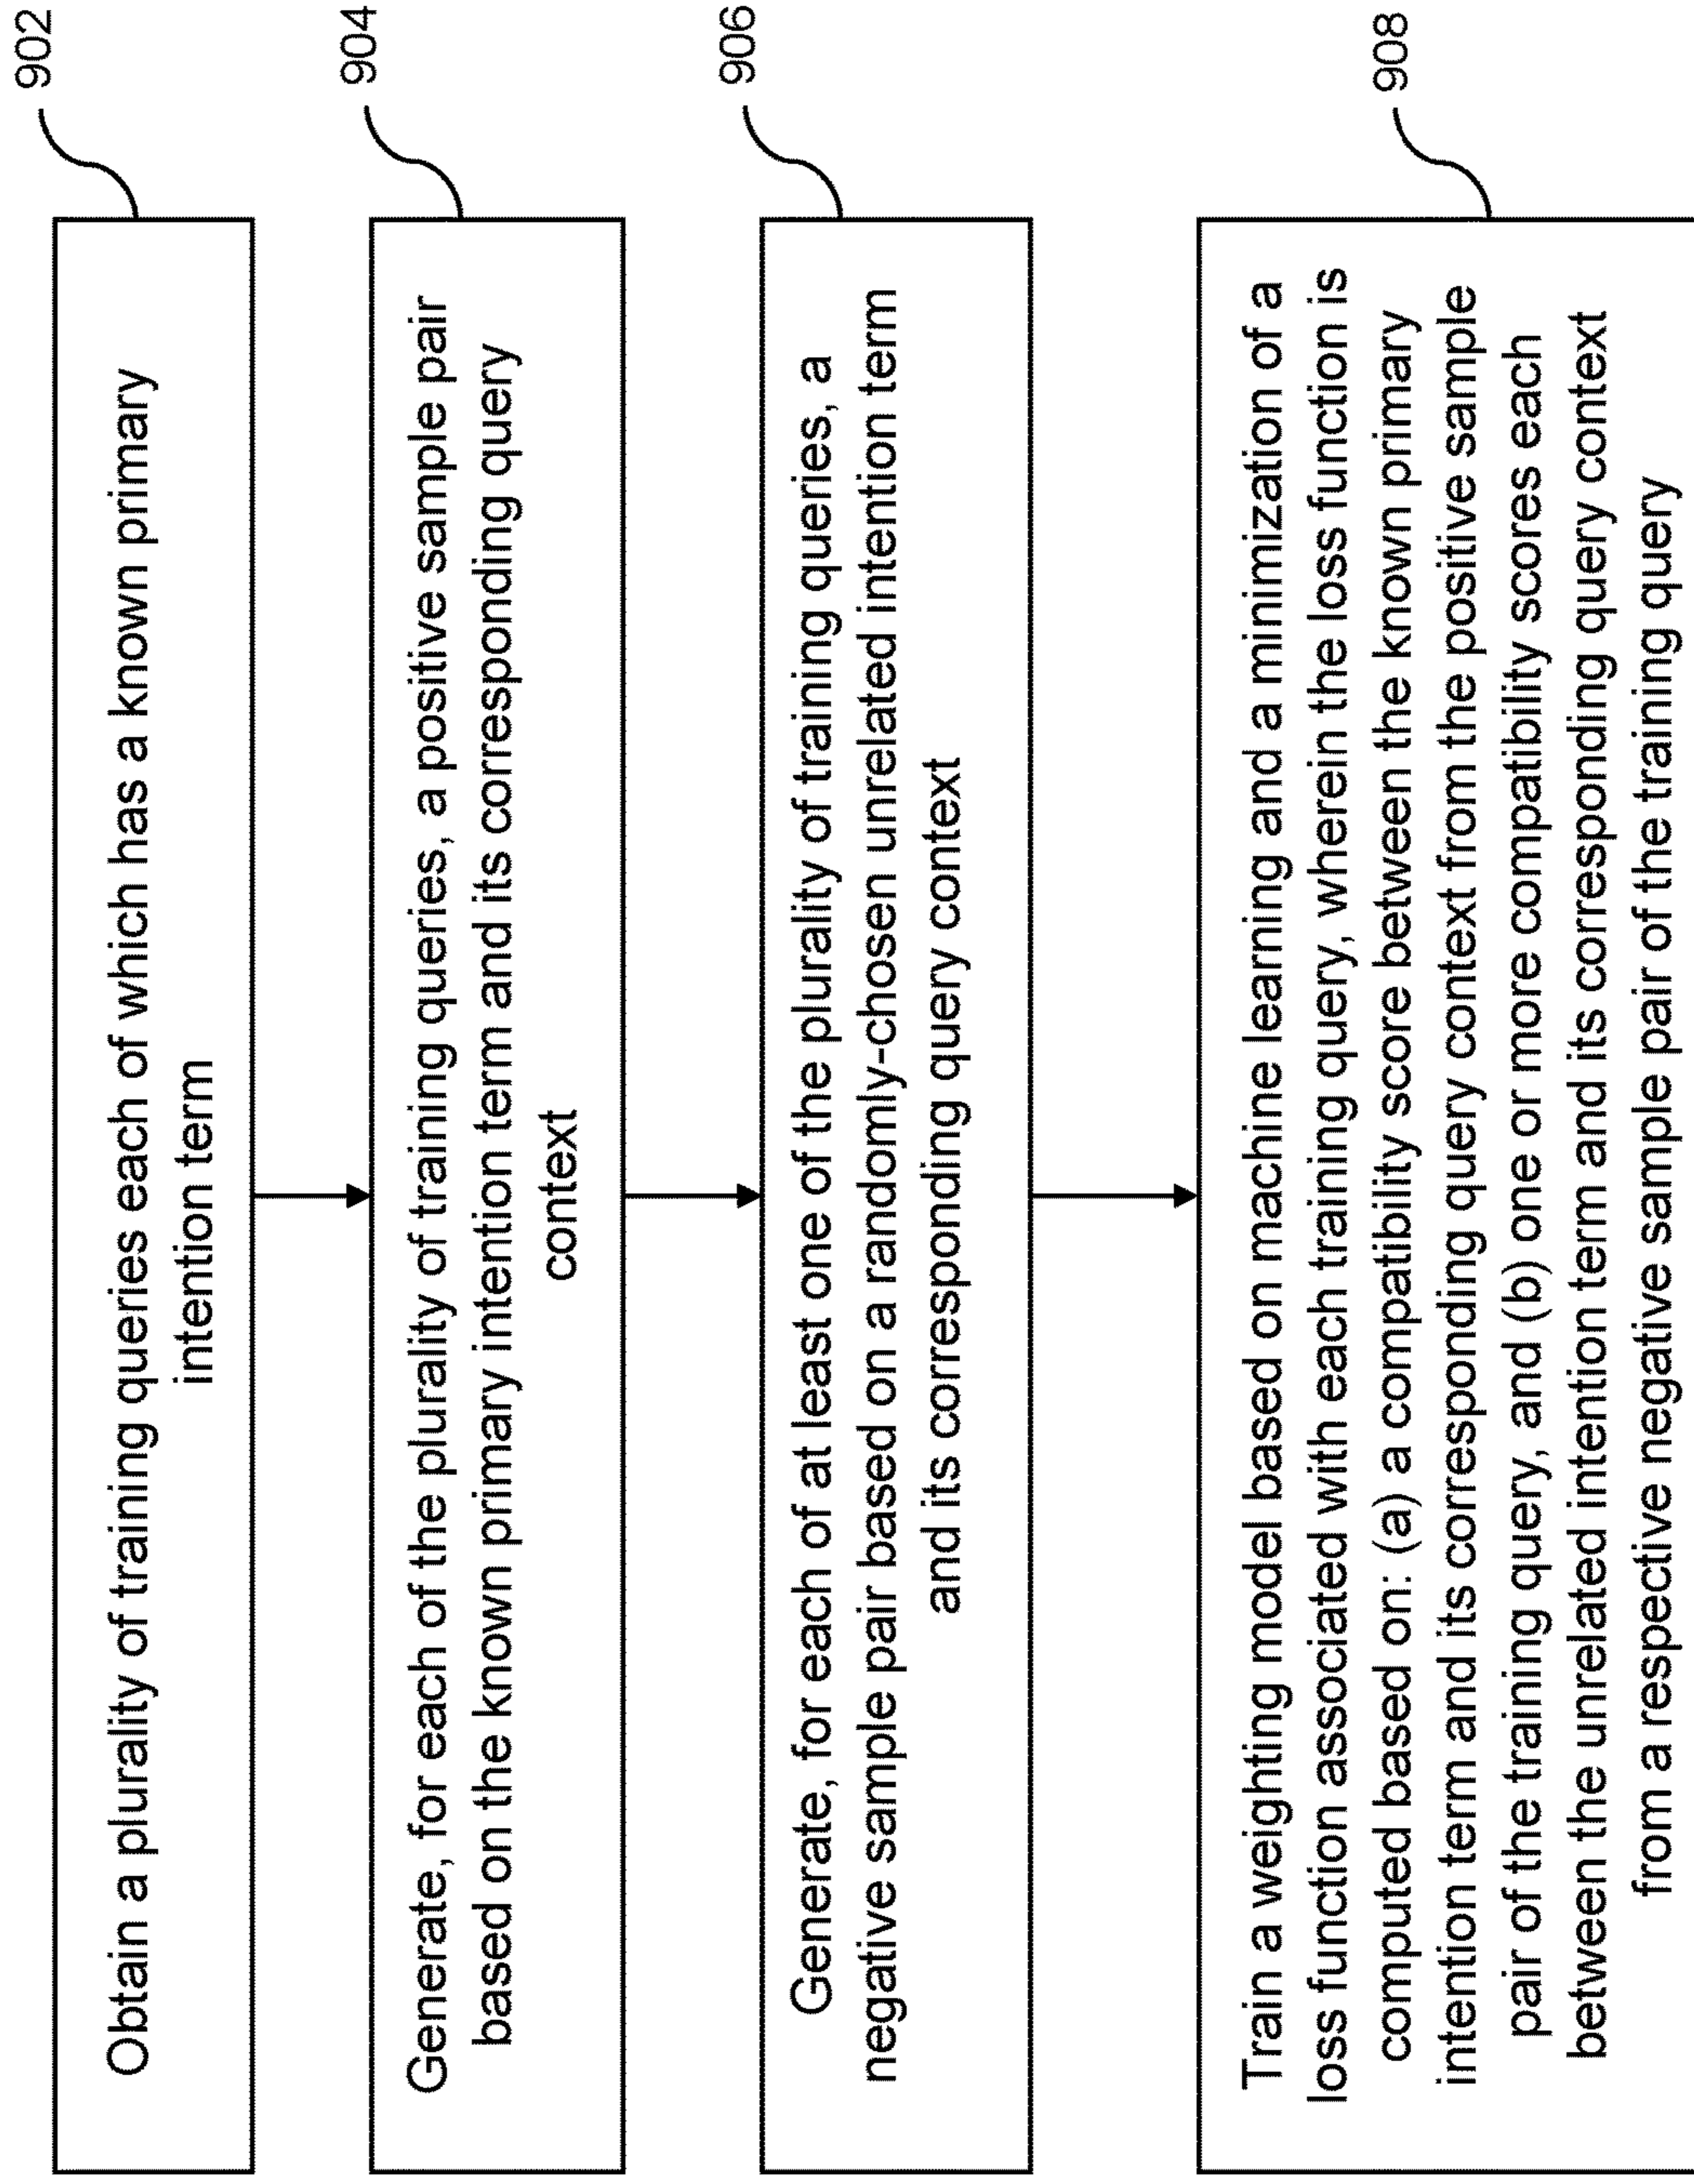 902
Obtain a plurality of training queries each of which has a known primary
intention term
904
Generate, for each of the plurality of training queries, a positive sample pair
based on the known primary intention term and its corresponding query
context
906
Generate, for each of at least one of the plurality of training queries, a
negative sample pair based on a randomly-chosen unrelated intention term
and its corresponding query context
908
Train a weighting model based on machine learning and a minimization of a
loss function associated with each training query, wherein the loss function is
computed based on: (a) a compatibility score between the known primary
intention term and its corresponding query context from the positive sample
pair of the training query, and (b) one or more compatibility scores each
between the unrelated intention term and its corresponding query context
from a respective negative sample pair of the training query